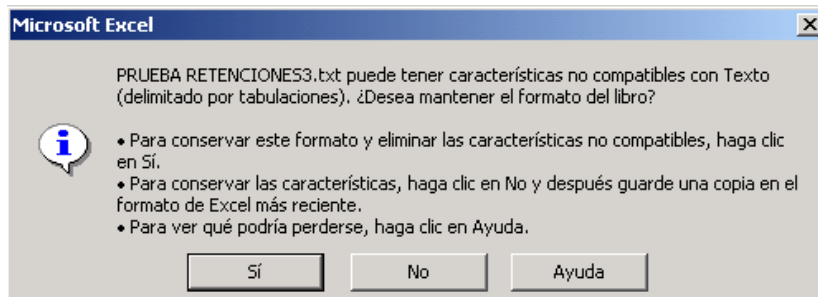 Microsoft Excel
PRUEBA RETENCIONES3.txt puede tener características no compatibles con Texto
(delimitado por tabulaciones). ¿Desea mantener el formato del libro?
• Para conservar este formato y eliminar las características no compatibles, haga clic
en Sí.
• Para conservar las características, haga clic en No y después guarde una copia en el
formato de Excel más reciente.
• Para ver qué podría perderse, haga clic en Ayuda.
Sí No Ayuda